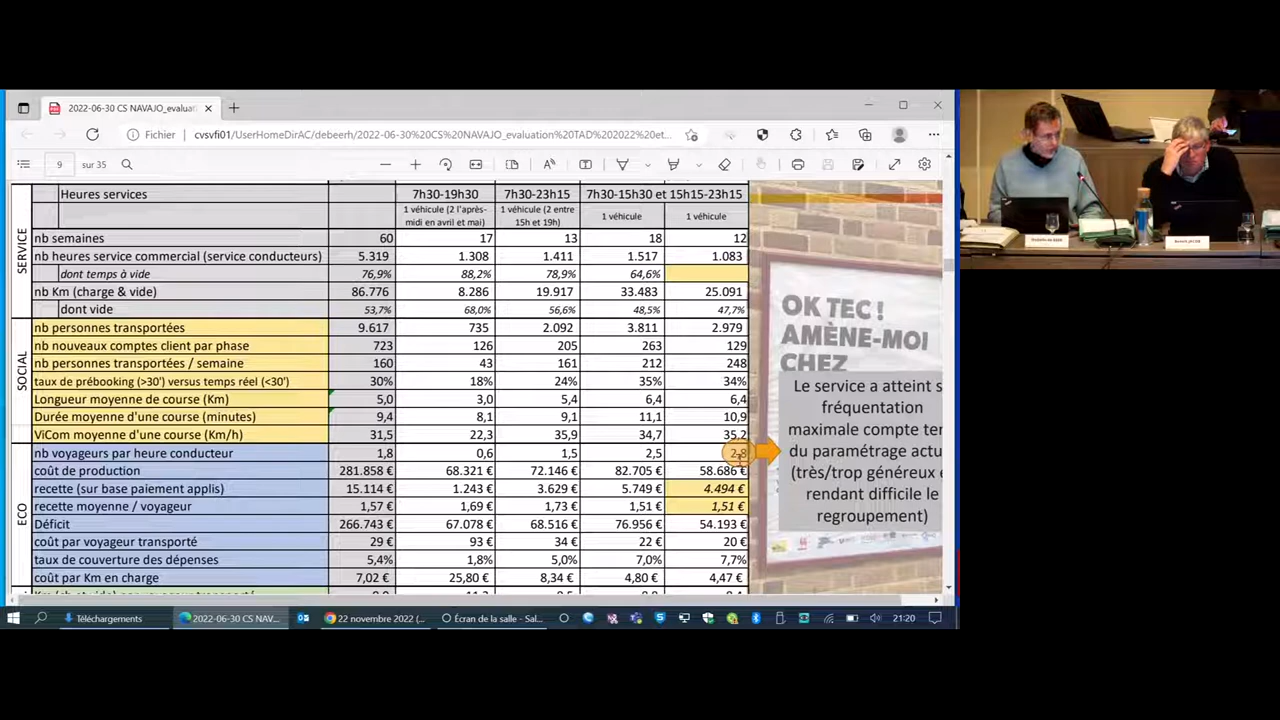 2022-06-30 CS NAVAJO_evaluat
Fichier cvsvfi01/UserHomeDirAC/debeerh/2022-06-30%20CS%20NAVAJO_evaluation%20TAD%202022%20et...
9 sur 35
SERVICE
Heures services 7h30-19h30 7h30-23h15 7h30-15h30 et 15h15-23h15
1 véhicule (2 l'après-midi en avril et mai) 1 véhicule (2 entre 15h et 19h) 1 véhicule 1 véhicule
nb semaines 60 17 13 18 12
nb heures service commercial (service conducteurs) 5.319 1.308 1.411 1.517 1.083
dont temps à vide 76,9% 88,2% 78,9% 64,6%
nb Km (charge & vide) 86.776 8.286 19.917 33.483 25.091
dont vide 53,7% 68,0% 56,6% 48,5% 47,7%
SOCIAL
nb personnes transportées 9.617 735 2.092 3.811 2.979
nb nouveaux comptes client par phase 723 126 205 263 129
nb personnes transportées / semaine 160 43 161 212 248
taux de prébooking (>30') versus temps réel (<30') 30% 18% 24% 35% 34%
Longueur moyenne de course (Km) 5,0 3,0 5,4 6,4 6,4
Durée moyenne d'une course (minutes) 9,4 8,1 9,1 11,1 10,9
ViCom moyenne d'une course (Km/h) 31,5 22,3 35,9 34,7 35,2
ECO
nb voyageurs par heure conducteur 1,8 0,6 1,5 2,5 2,8
coût de production 281.858 € 68.321 € 72.146 € 82.705 € 58.686 €
recette (sur base paiement applis) 15.114 € 1.243 € 3.629 € 5.749 € 4.494 €
recette moyenne / voyageur 1,57 € 1,69 € 1,73 € 1,51 € 1,51 €
Déficit 266.743 € 67.078 € 68.516 € 76.956 € 54.193 €
coût par voyageur transporté 29 € 93 € 34 € 22 € 20 €
taux de couverture des dépenses 5,4% 1,8% 5,0% 7,0% 7,7%
coût par Km en charge 7,02 € 25,80 € 8,34 € 4,80 € 4,47 €
OK TEC !
AMÈNE-MOI
CHEZ
Le service a atteint s
fréquentation
maximale compte ten
du paramétrage actu
(très/trop généreux e
rendant difficile le
regroupement)
Téléchargements 2022-06-30 CS NAV... 22 novembre 2022 (... Écran de la salle - Sal... 21:20